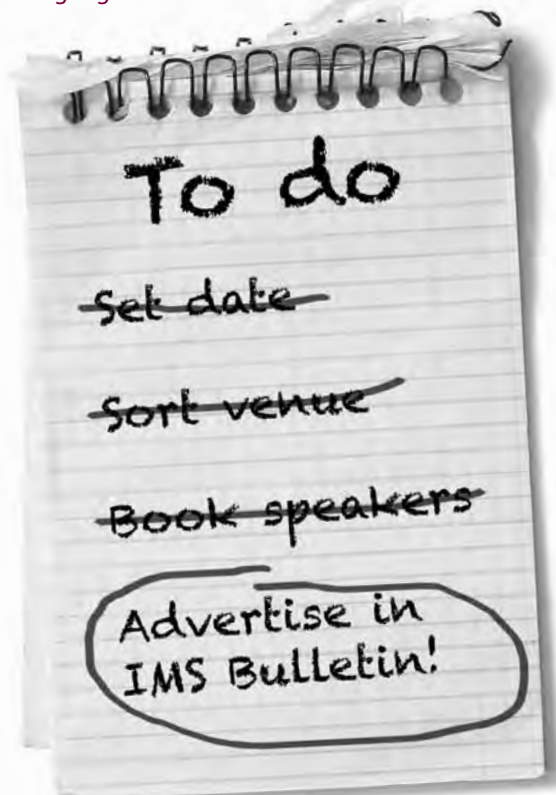 To do
Set date
Sort venue
Book speakers
Advertise in
IMS Bulletin!